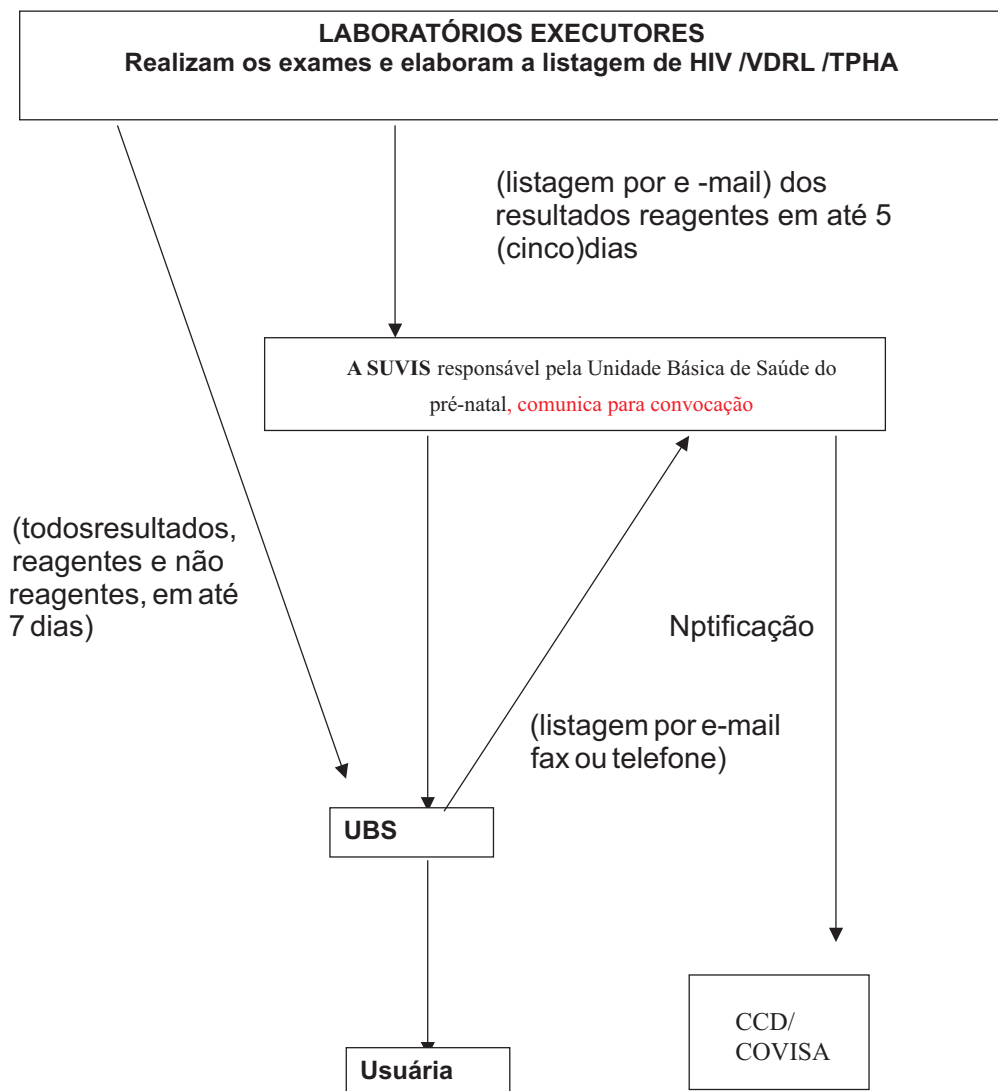 LABORATÓRIOS EXECUTORES
Realizam os exames e elaboram a listagem de HIV /VDRL /TPHA
(listagem por e -mail) dos
resultados reagentes em até 5
(cinco)dias
A SUVIS responsável pela Unidade Básica de Saúde do
pré-natal, comunica para convocação
(todosresultados,
reagentes e não
reagentes, em até
7 dias)
Nptificação
(listagem por e-mail
fax ou telefone)
UBS
CCD/
COVISA
Usuária